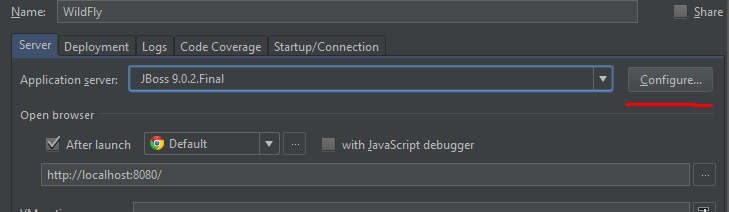 Name: WildFly Share
Server Deployment Logs Code Coverage Startup/Connection
Application server: JBoss 9.0.2.Final Configure...
Open browser
After launch Default ... with JavaScript debugger
http://localhost:8080/ ...